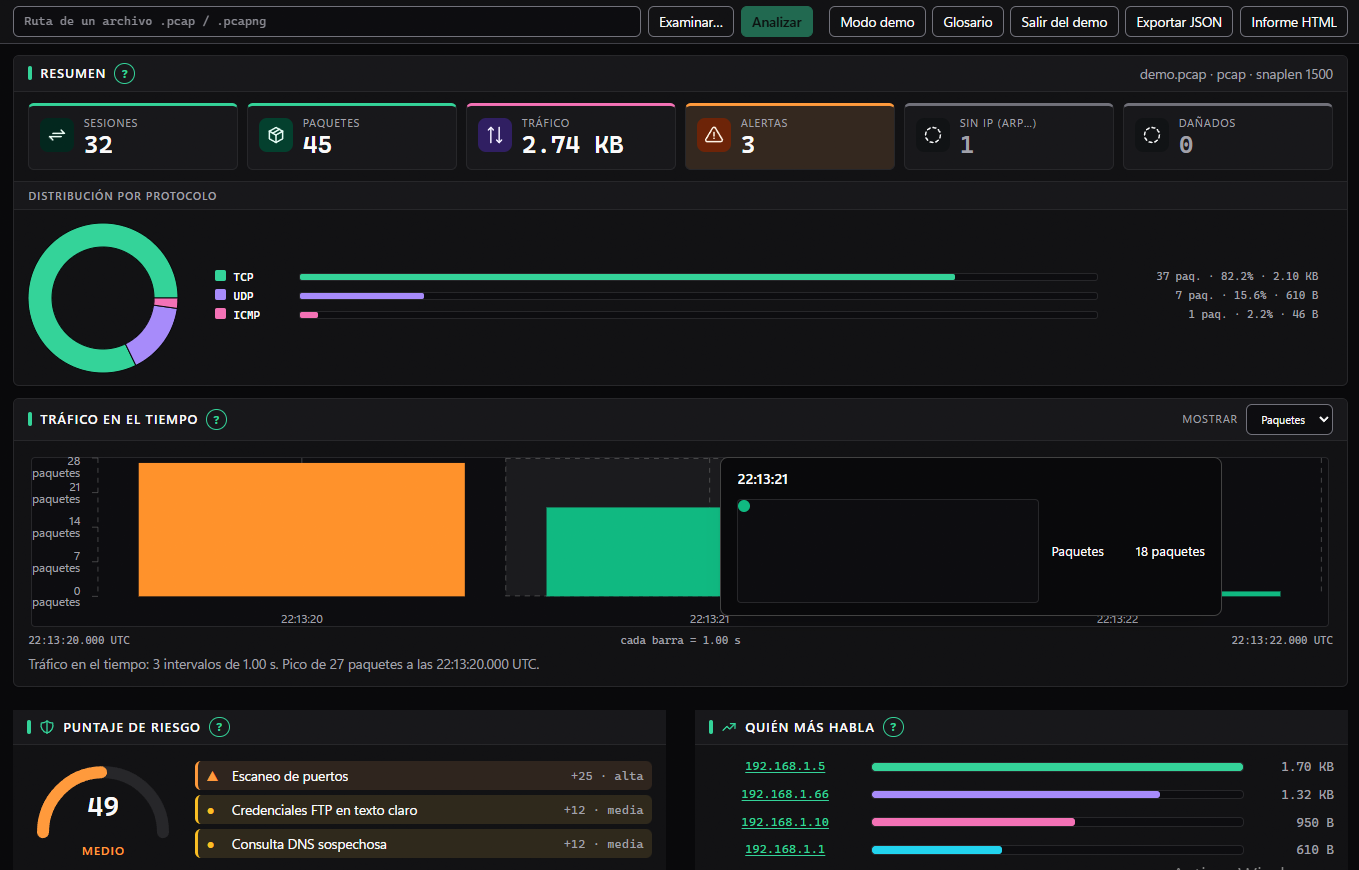 Ruta de un archivo .pcap / .pcapng
Examinar...
Analizar
Modo demo
Glosario
Salir del demo
Exportar JSON
Informe HTML
RESUMEN ?
demo.pcap · pcap · snaplen 1500
SESIONES
32
PAQUETES
45
TRÁFICO
2.74 KB
ALERTAS
3
SIN IP (ARP…)
1
DAÑADOS
0
DISTRIBUCIÓN POR PROTOCOLO
TCP 37 paq. · 82.2% · 2.10 KB
UDP 7 paq. · 15.6% · 610 B
ICMP 1 paq. · 2.2% · 46 B
TRÁFICO EN EL TIEMPO ?
MOSTRAR Paquetes
28
paquetes
21
paquetes
14
paquetes
7
paquetes
0
paquetes
22:13:21
Paquetes 18 paquetes
22:13:20 22:13:21 22:13:22
22:13:20.000 UTC cada barra = 1.00 s 22:13:22.000 UTC
Tráfico en el tiempo: 3 intervalos de 1.00 s. Pico de 27 paquetes a las 22:13:20.000 UTC.
PUNTAJE DE RIESGO ?
49
MEDIO
Escaneo de puertos +25 · alta
Credenciales FTP en texto claro +12 · media
Consulta DNS sospechosa +12 · media
QUIÉN MÁS HABLA ?
192.168.1.5 1.70 KB
192.168.1.66 1.32 KB
192.168.1.10 950 B
192.168.1.1 610 B